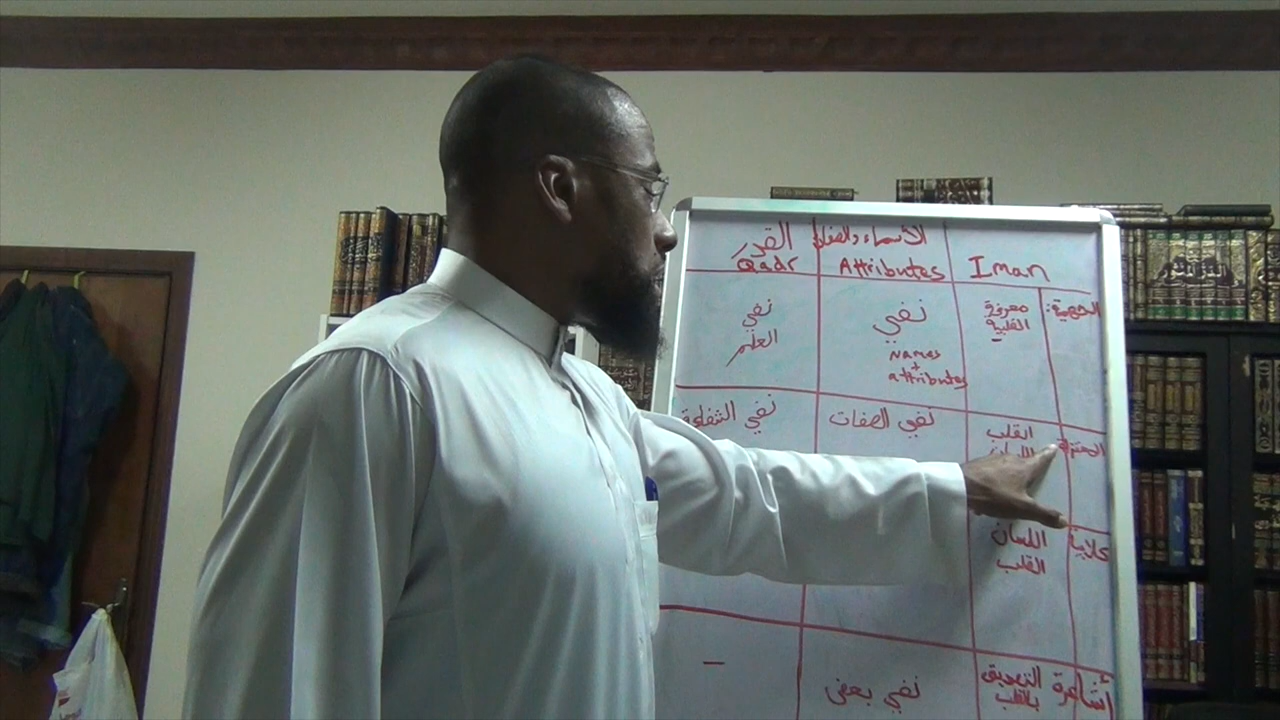 القدر
الأسماء والصفات
Qadr
Attributes
Iman
الجهمية:
معرفة
القلبية
نفي
Names
+
attributes
نفي
العلم
المعتزلة
القلب
اللسان
نفي الصفات
نفي
كلابية
اللسان
القلب
أشاعرة
التصديق
بالقلب
نفي بعض
—